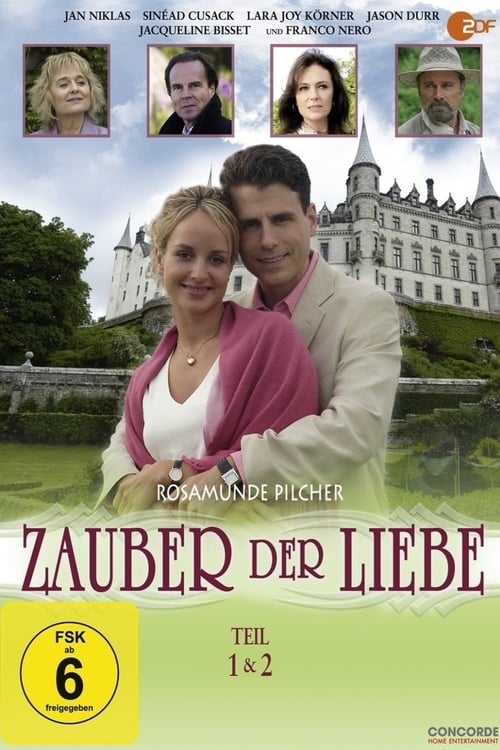 JAN NIKLAS SINÉAD CUSACK LARA JOY KÖRNER JASON DURR
JACQUELINE BISSET UND FRANCO NERO
ZDF
ROSAMUNDE PILCHER
ZAUBER DER LIEBE
TEIL
1 & 2
FSK
ab
6
freigegeben
CONCORDE
HOME ENTERTAINMENT